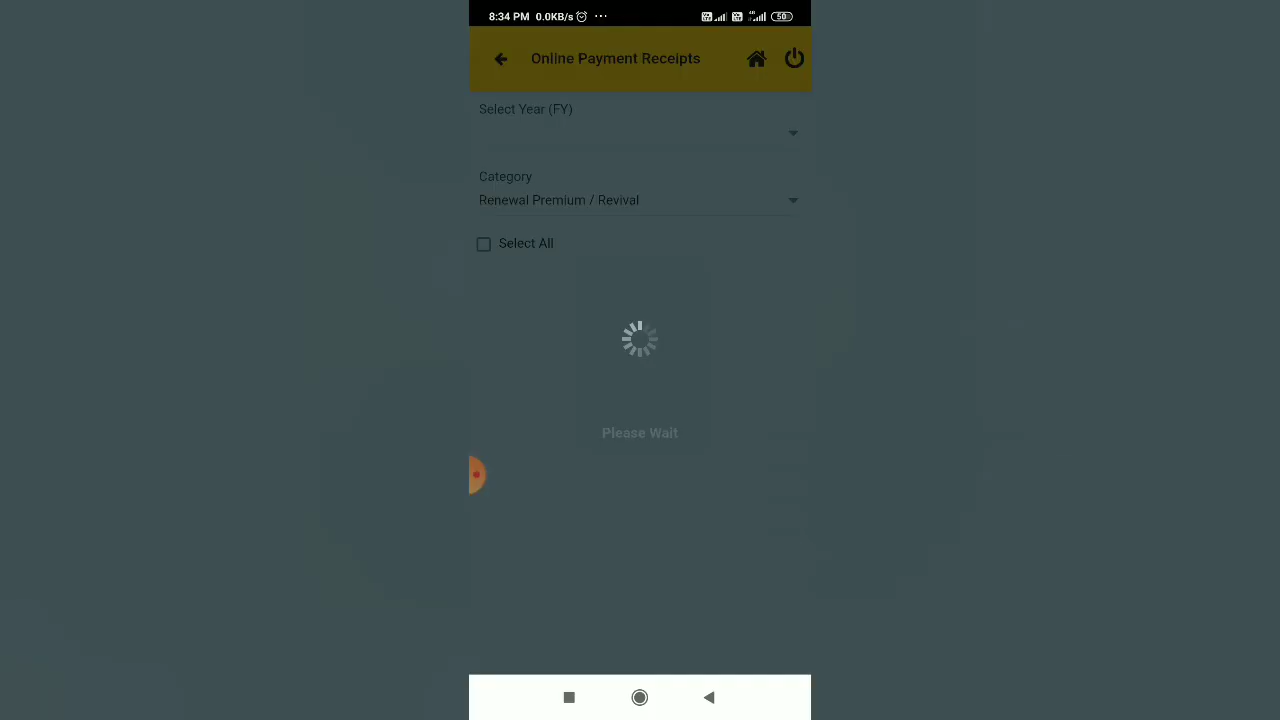 8:34 PM 0.0KB/s ... 50
Online Payment Receipts
Select Year (FY)
Category
Renewal Premium / Revival
Select All
Please Wait